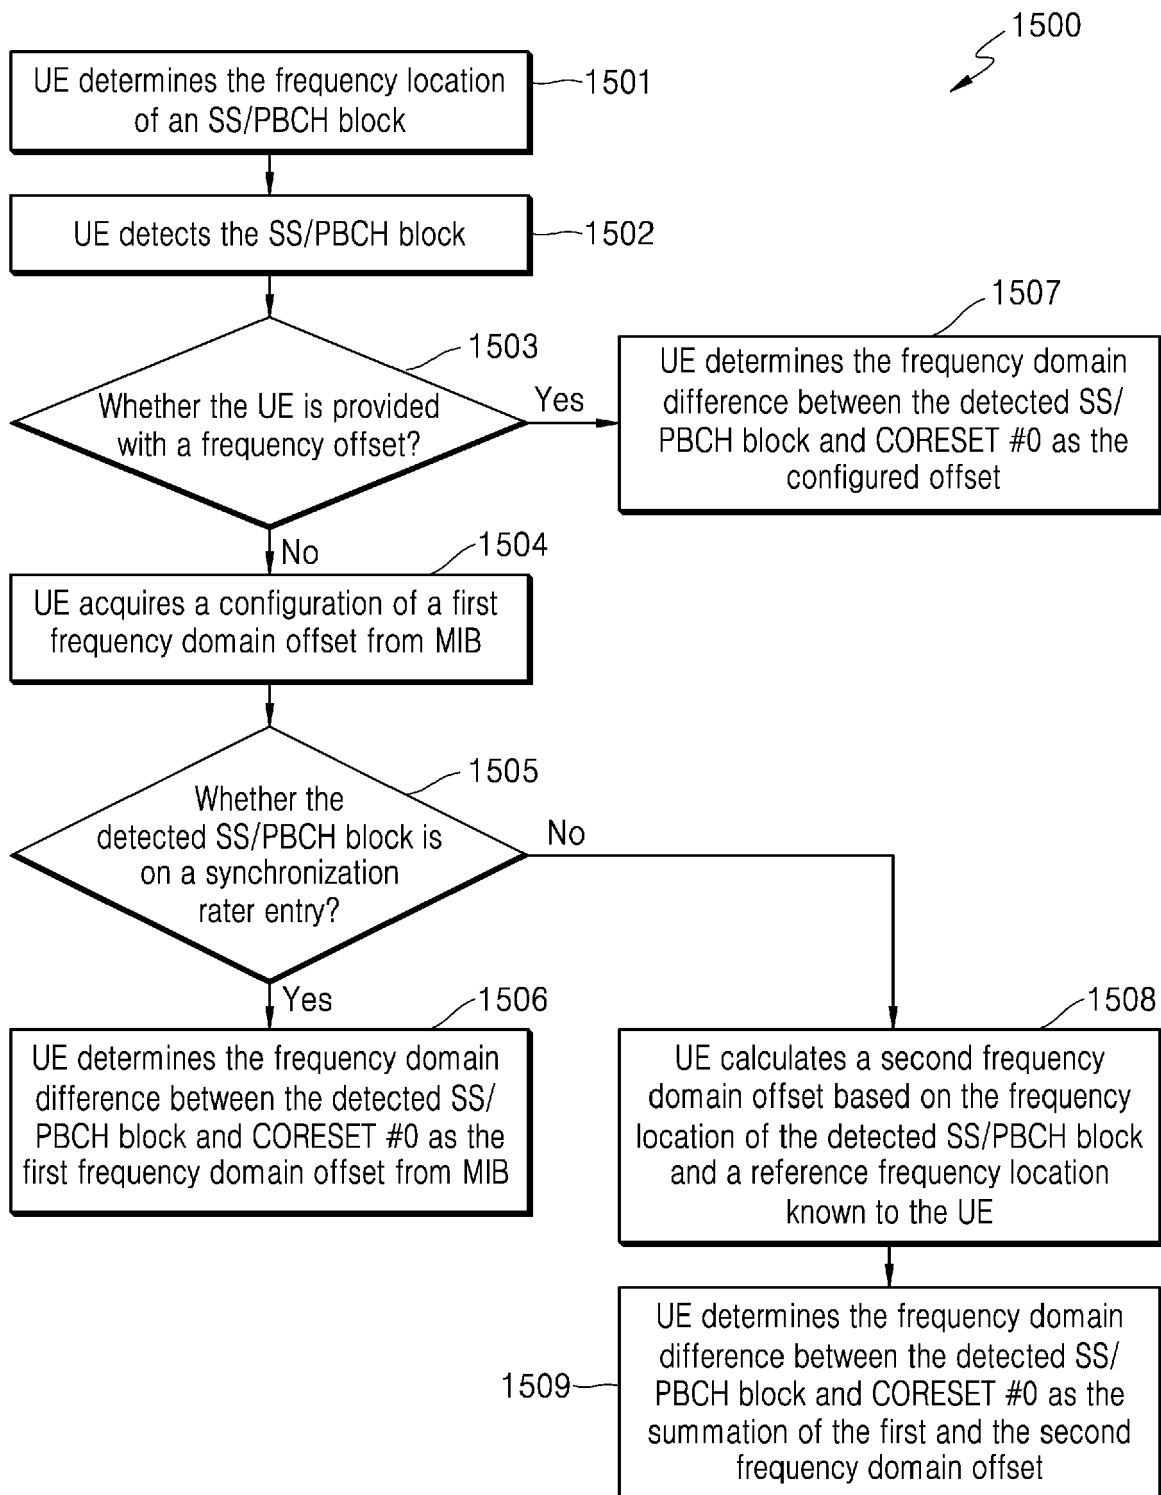 1500
UE determines the frequency location
of an SS/PBCH block
1501
UE detects the SS/PBCH block
1502
1503
Whether the UE is provided
with a frequency offset?
Yes
1507
UE determines the frequency domain
difference between the detected SS/
PBCH block and CORESET #0 as the
configured offset
No
1504
UE acquires a configuration of a first
frequency domain offset from MIB
1505
Whether the
detected SS/PBCH block is
on a synchronization
rater entry?
No
Yes
1506
UE determines the frequency domain
difference between the detected SS/
PBCH block and CORESET #0 as the
first frequency domain offset from MIB
1508
UE calculates a second frequency
domain offset based on the frequency
location of the detected SS/PBCH block
and a reference frequency location
known to the UE
1509
UE determines the frequency domain
difference between the detected SS/
PBCH block and CORESET #0 as the
summation of the first and the second
frequency domain offset